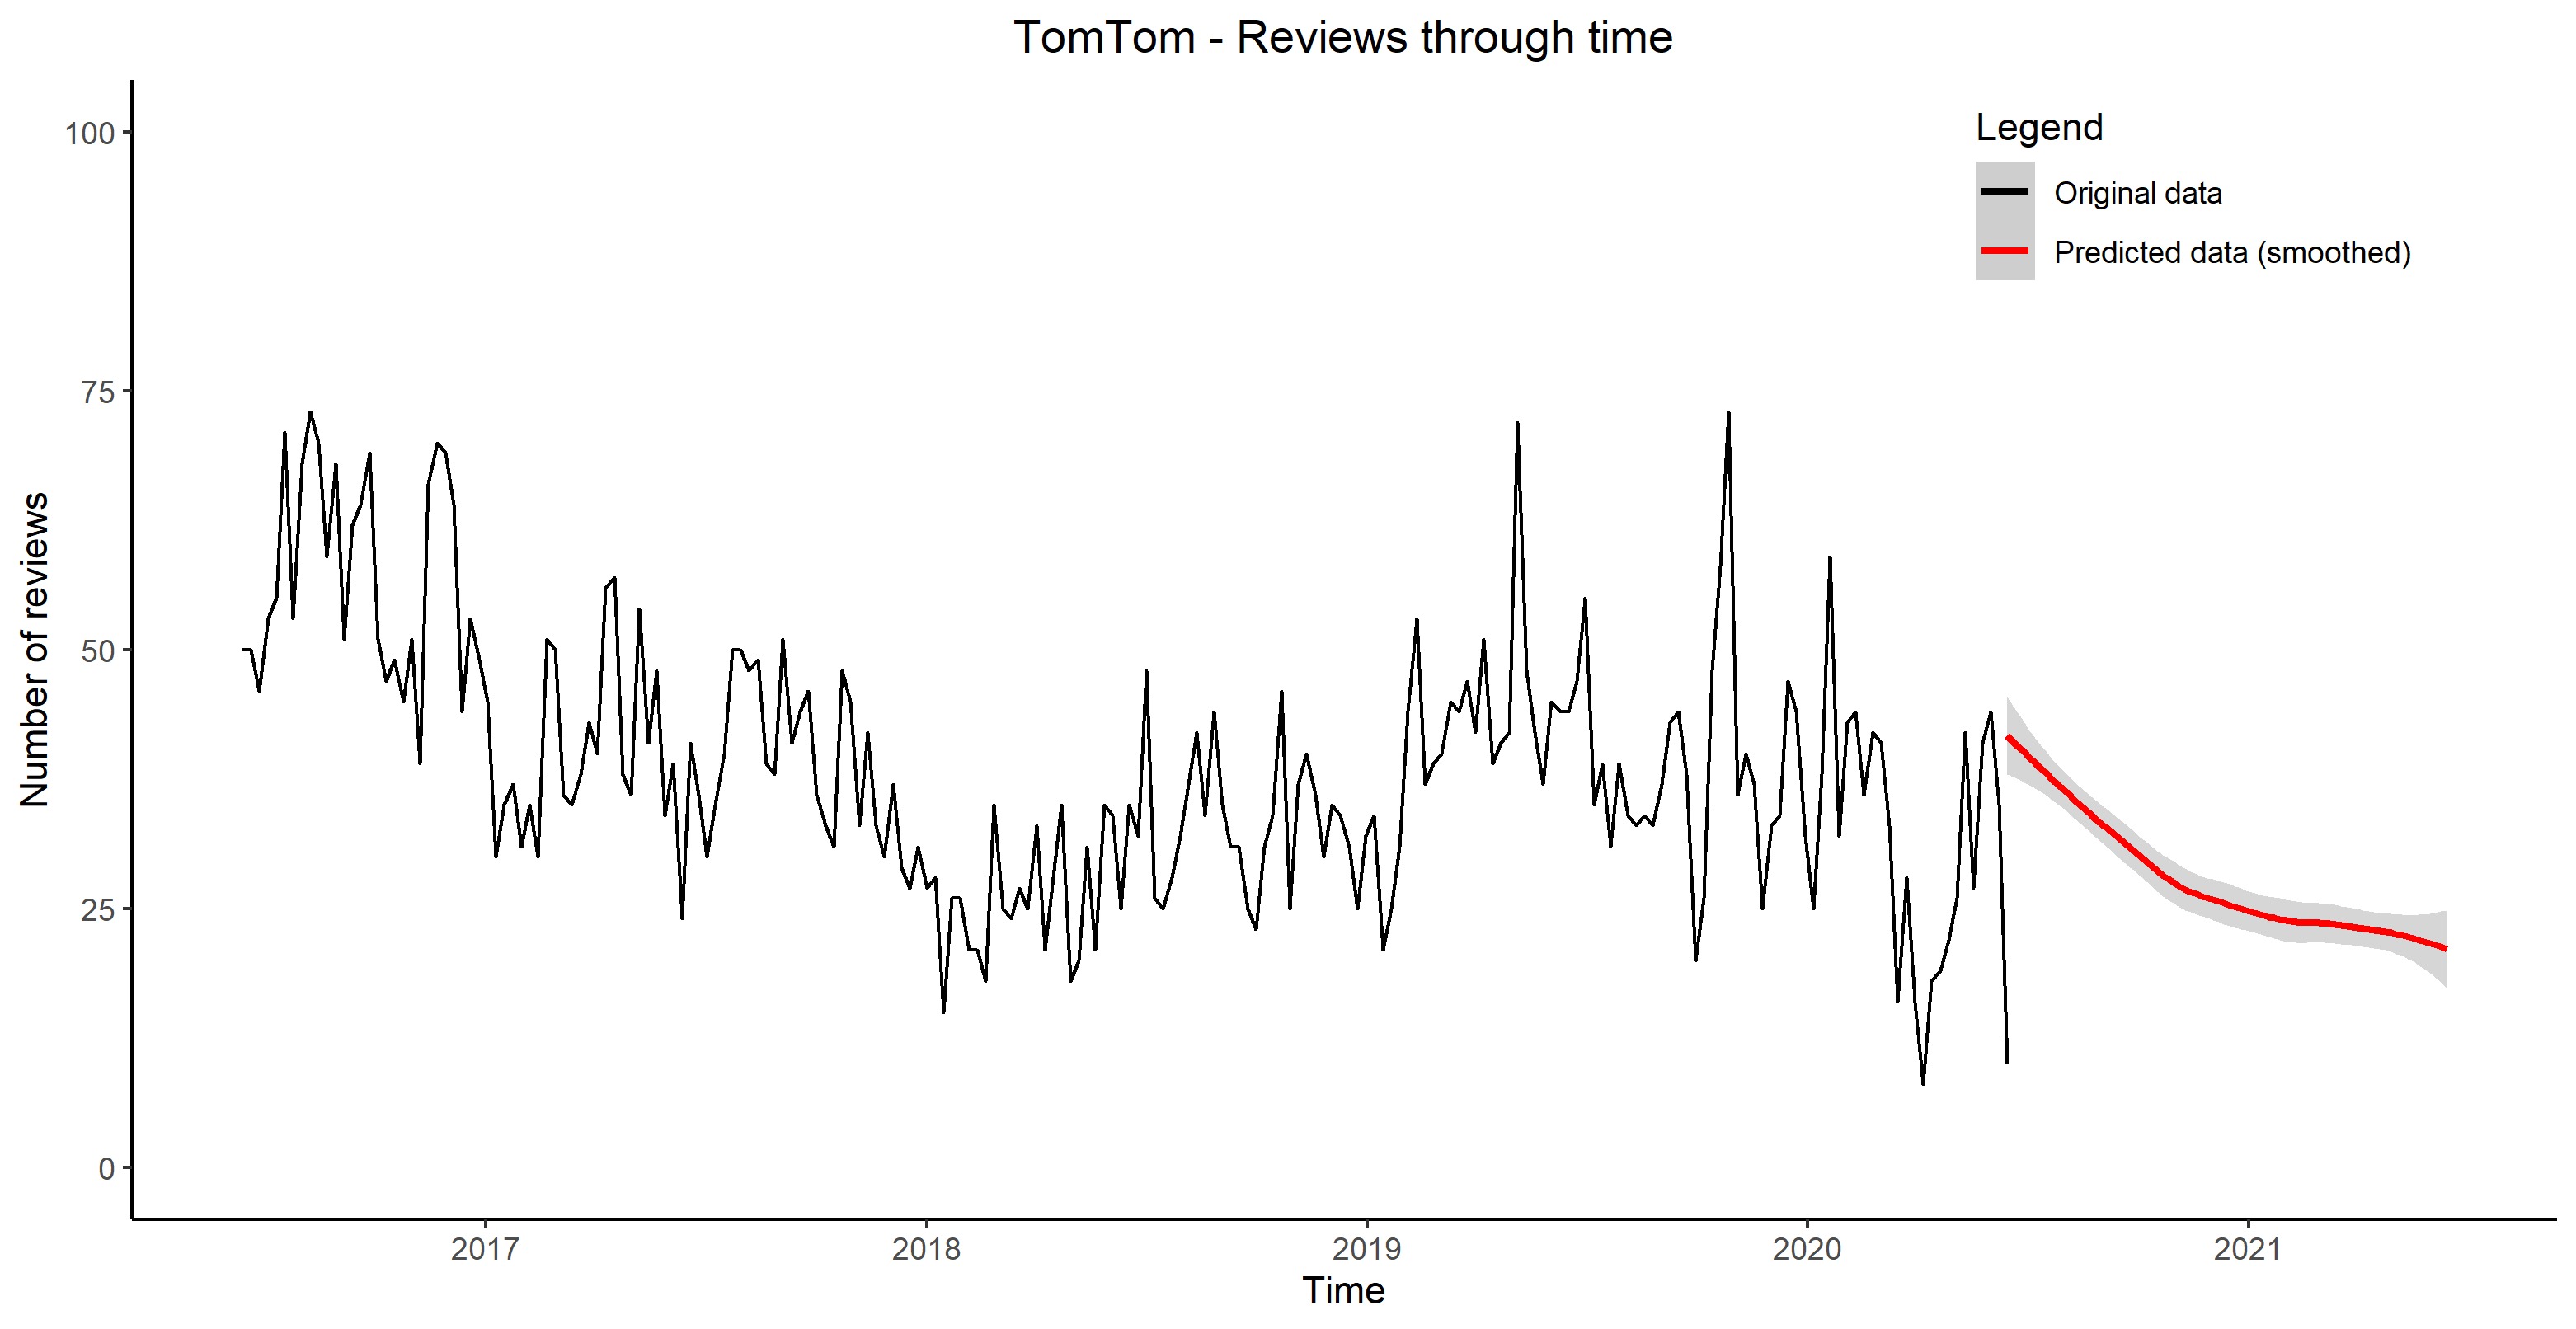 TomTom - Reviews through time
Legend
Original data
Predicted data (smoothed)
Number of reviews
100
75
50
25
0
2017
2018
2019
2020
2021
Time